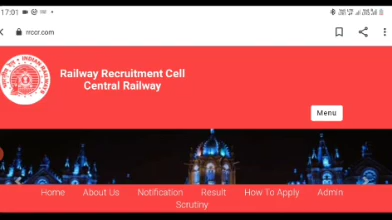 17:01
rrccr.com
Railway Recruitment Cell
Central Railway
Menu
Home About Us Notification Result How To Apply Admin
Scrutiny